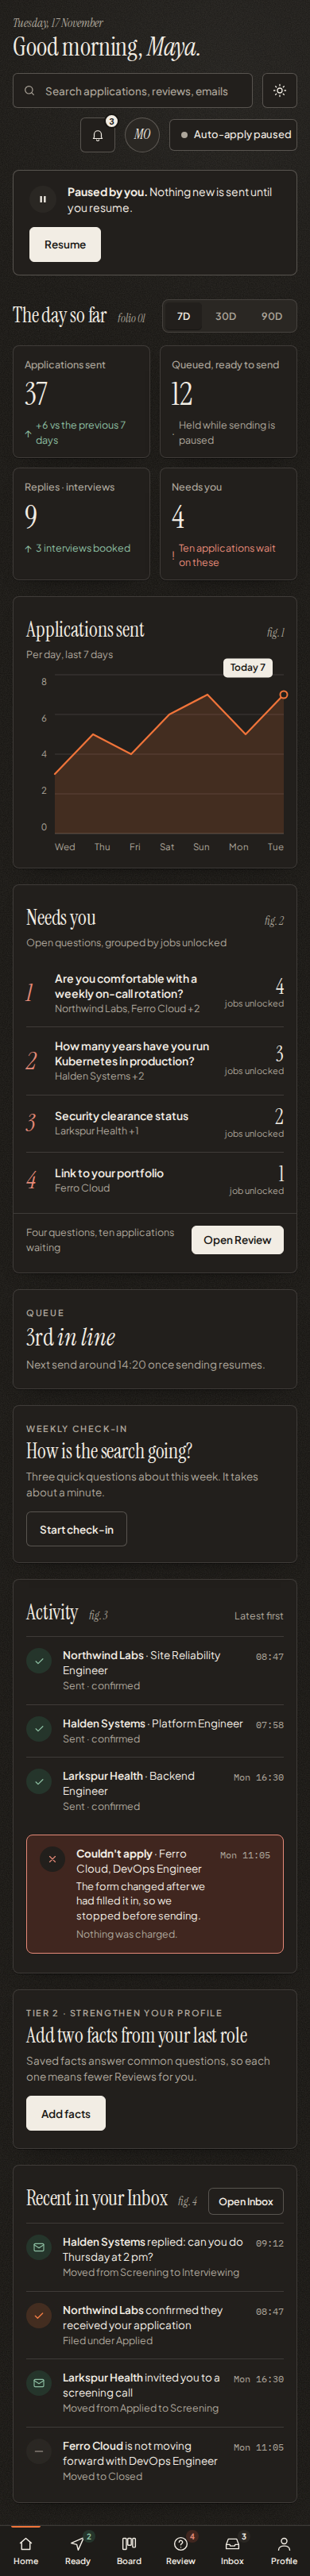 Tuesday, 17 November
Good morning, Maya.
Search applications, reviews, emails
3
MO
Auto-apply paused
Paused by you. Nothing new is sent until
you resume.
Resume
The day so far folio 01
7D 30D 90D
Applications sent
37
↑ +6 vs the previous 7
days
Queued, ready to send
12
· Held while sending is
paused
Replies · interviews
9
↑ 3 interviews booked
Needs you
4
! Ten applications wait
on these
Applications sent fig. 1
Per day, last 7 days
Today 7
8
6
4
2
0
Wed Thu Fri Sat Sun Mon Tue
Needs you fig. 2
Open questions, grouped by jobs unlocked
1
Are you comfortable with a
weekly on-call rotation?
Northwind Labs, Ferro Cloud +2
4
jobs unlocked
2
How many years have you run
Kubernetes in production?
Halden Systems +2
3
jobs unlocked
3
Security clearance status
Larkspur Health +1
2
jobs unlocked
4
Link to your portfolio
Ferro Cloud
1
job unlocked
Four questions, ten applications
waiting
Open Review
QUEUE
3rd in line
Next send around 14:20 once sending resumes.
WEEKLY CHECK-IN
How is the search going?
Three quick questions about this week. It takes
about a minute.
Start check-in
Activity fig. 3 Latest first
Northwind Labs · Site Reliability 08:47
Engineer
Sent · confirmed
Halden Systems · Platform Engineer 07:58
Sent · confirmed
Larkspur Health · Backend Mon 16:30
Engineer
Sent · confirmed
Couldn't apply · Ferro Mon 11:05
Cloud, DevOps Engineer
The form changed after we
had filled it in, so we
stopped before sending.
Nothing was charged.
TIER 2 · STRENGTHEN YOUR PROFILE
Add two facts from your last role
Saved facts answer common questions, so each
one means fewer Reviews for you.
Add facts
Recent in your Inbox fig. 4 Open Inbox
Halden Systems replied: can you do 09:12
Thursday at 2 pm?
Moved from Screening to Interviewing
Northwind Labs confirmed they 08:47
received your application
Filed under Applied
Larkspur Health invited you to a Mon 16:30
screening call
Moved from Applied to Screening
Ferro Cloud is not moving Mon 11:05
forward with DevOps Engineer
Moved to Closed
2 4 3
Home Ready Board Review Inbox Profile